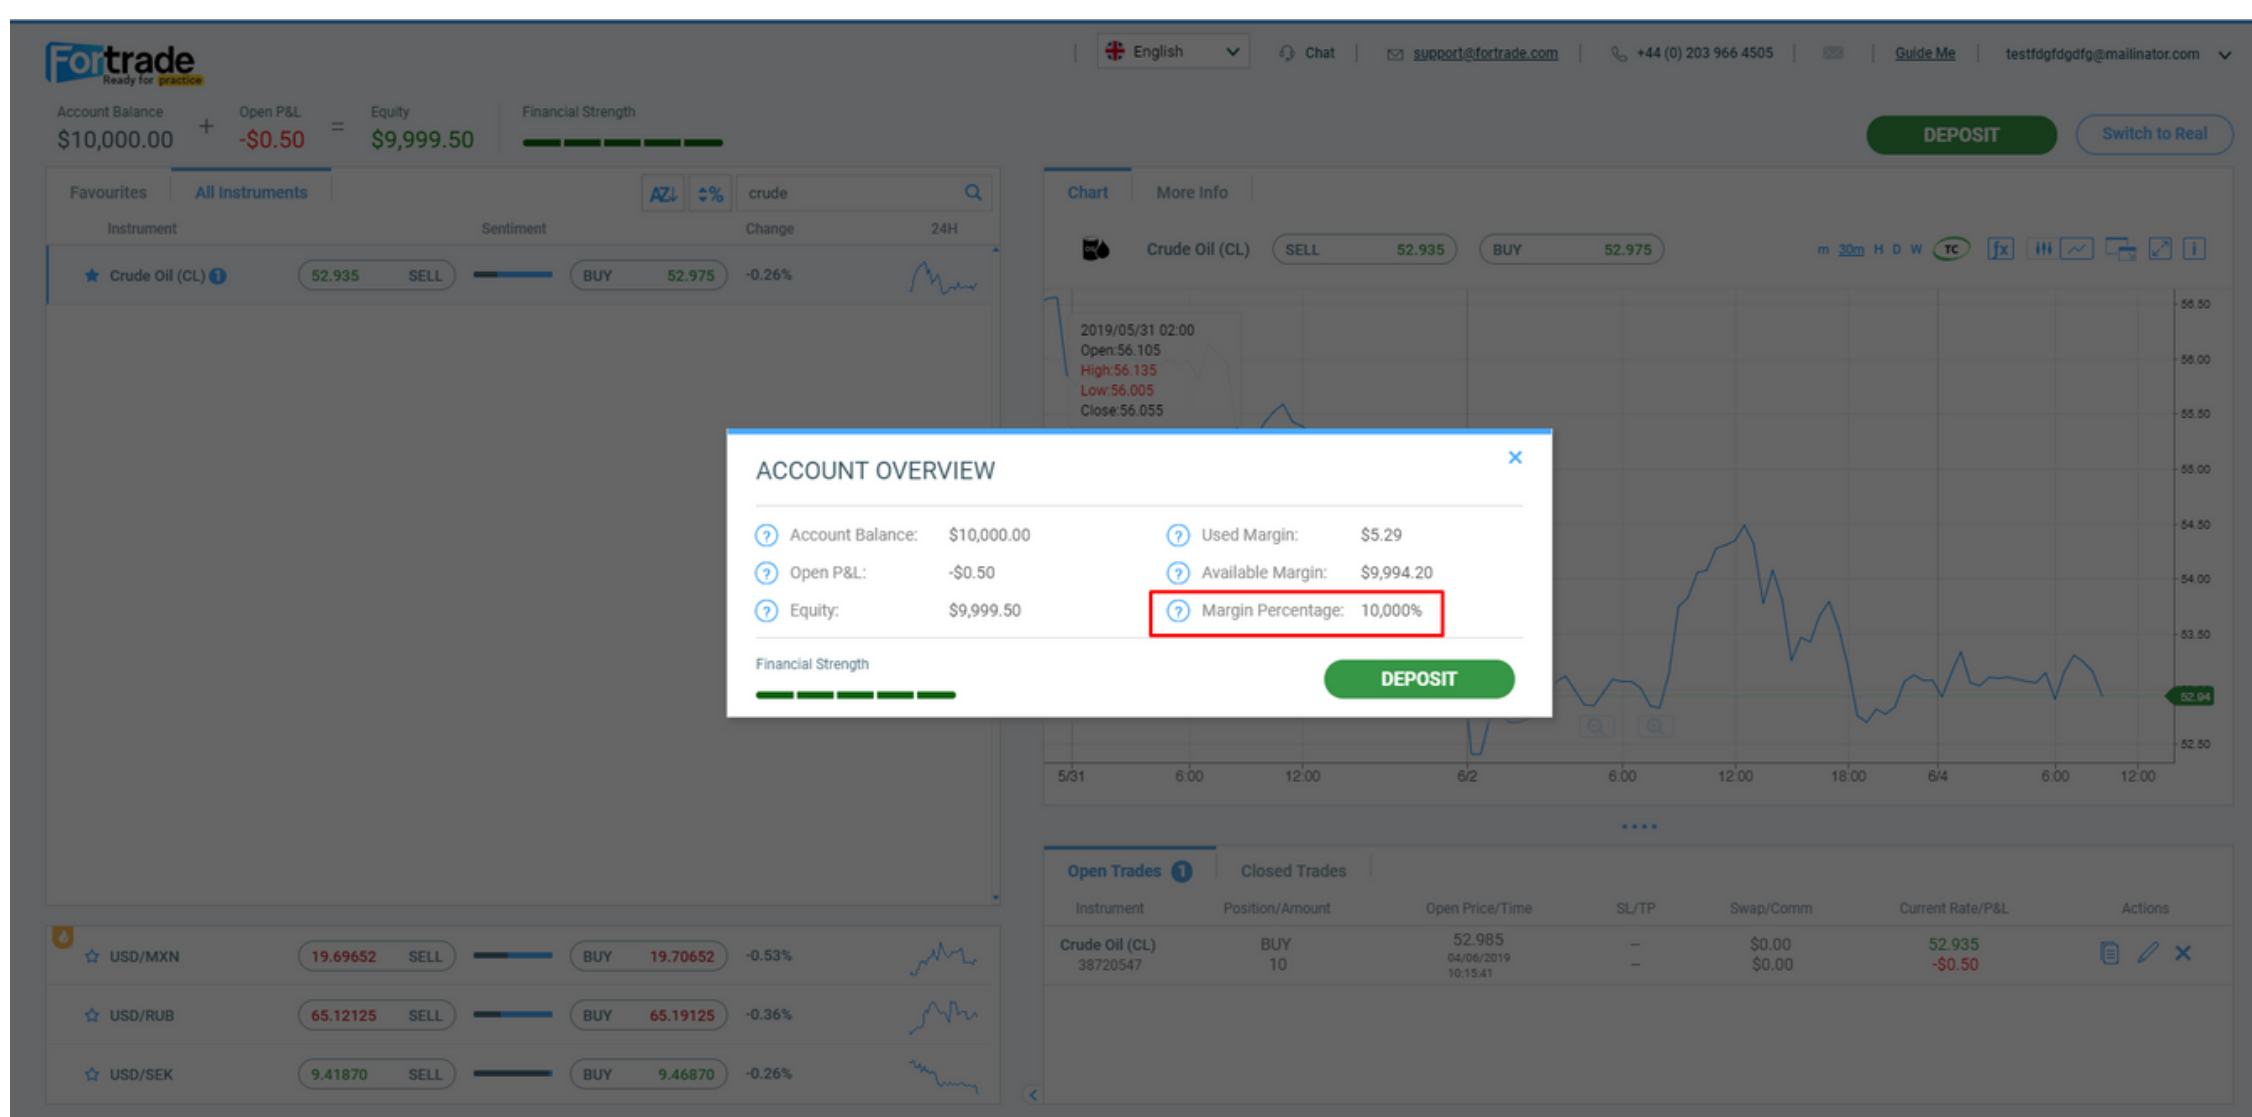 Fortrade
Ready for practice
English
Chat
support@fortrade.com
+44 (0) 203 966 4505
Guide Me
testfdgfdgdfg@mailinator.com
Account Balance
$10,000.00
+
Open P&L
-$0.50
=
Equity
$9,999.50
Financial Strength
DEPOSIT
Switch to Real
Favourites
All Instruments
AZ↓
%
crude
Instrument
Sentiment
Change
24H
Crude Oil (CL) 1
52.935 SELL
BUY 52.975
-0.26%
Chart
More Info
OIL
Crude Oil (CL)
SELL 52.935
BUY 52.975
m 30m H D W TC fx i
2019/05/31 02:00
Open:56.105
High:56.135
Low:56.005
Close:56.055
56.50
56.00
55.50
55.00
54.50
54.00
53.50
52.94
52.50
5/31 6:00 12:00 6/2 6:00 12:00 18:00 6/4 6:00 12:00
ACCOUNT OVERVIEW
? Account Balance: $10,000.00
? Used Margin: $5.29
? Open P&L: -$0.50
? Available Margin: $9,994.20
? Equity: $9,999.50
? Margin Percentage: 10,000%
Financial Strength
DEPOSIT
USD/MXN 19.69652 SELL BUY 19.70652 -0.53%
USD/RUB 65.12125 SELL BUY 65.19125 -0.36%
USD/SEK 9.41870 SELL BUY 9.46870 -0.26%
Open Trades 1
Closed Trades
Instrument Position/Amount Open Price/Time SL/TP Swap/Comm Current Rate/P&L Actions
Crude Oil (CL) BUY 52.985 – $0.00 52.935
38720547 10 04/06/2019 – $0.00 -$0.50
10:15:41